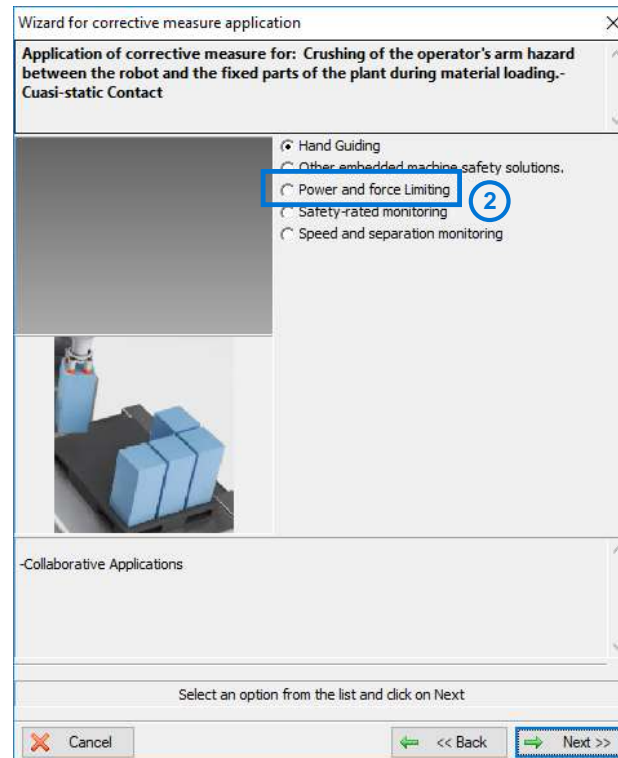 Wizard for corrective measure application
Application of corrective measure for: Crushing of the operator's arm hazard
between the robot and the fixed parts of the plant during material loading.-
Cuasi-static Contact
Hand Guiding
Other embedded machine safety solutions.
Power and force Limiting
2
Safety-rated monitoring
Speed and separation monitoring
-Collaborative Applications
Select an option from the list and click on Next
Cancel
<< Back
Next >>